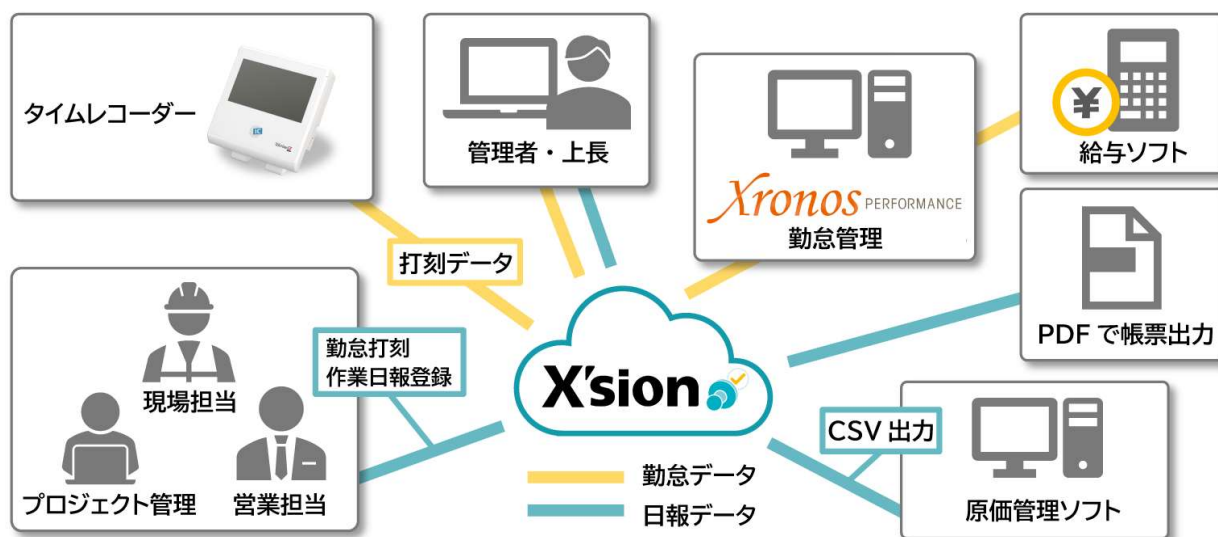 タイムレコーダー
管理者・上長
Xronos PERFORMANCE
勤怠管理
¥
給与ソフト
打刻データ
現場担当
プロジェクト管理
営業担当
勤怠打刻
作業日報登録
X'sion
PDF で帳票出力
CSV 出力
原価管理ソフト
勤怠データ
日報データ